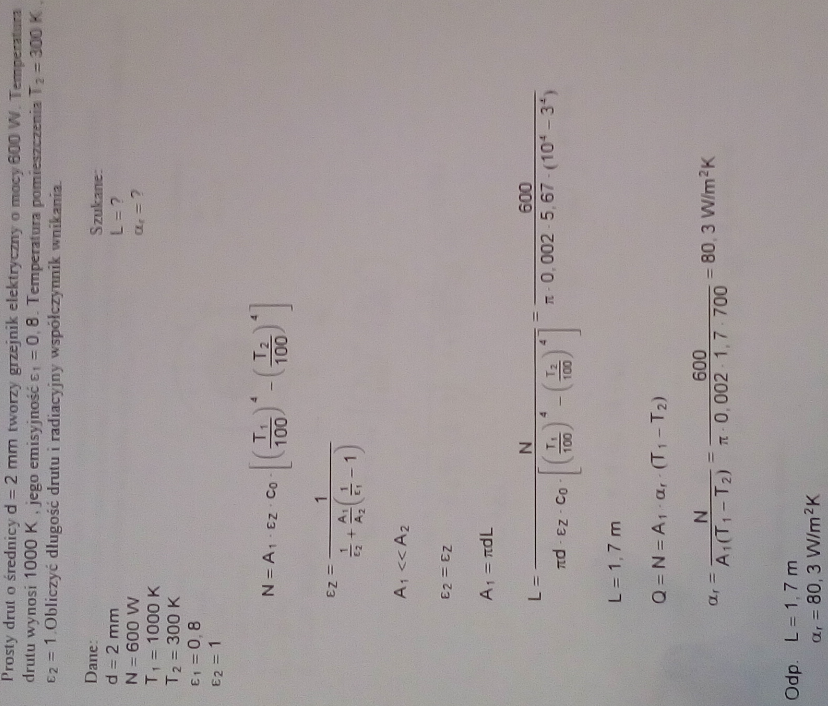 Prosty drut o średnicy d = 2 mm tworzy grzejnik elektryczny o mocy 600 W. Temperatura
drutu wynosi 1000 K, jego emisyjność ε₁ = 0, 8. Temperatura pomieszczenia T₂ = 300 K,
ε₂ = 1. Obliczyć długość drutu i radiacyjny współczynnik wnikania.
Dane:
d = 2 mm
N = 600 W
T₁ = 1000 K
T₂ = 300 K
ε₁ = 0, 8
ε₂ = 1
Szukane:
L = ?
αᵣ = ?
N = A₁ · εZ · c₀ · [(T₁/100)⁴ − (T₂/100)⁴]
εZ = 1 / (1/ε₂ + A₁/A₂(1/ε₁ − 1))
A₁ << A₂
ε₂ = εZ
A₁ = πdL
L = N / (πd · εZ · c₀ · [(T₁/100)⁴ − (T₂/100)⁴]) = 600 / (π · 0, 002 · 5, 67 · (10⁴ − 3⁴))
L = 1, 7 m
Q = N = A₁ · αᵣ · (T₁ − T₂)
αᵣ = N / (A₁(T₁ − T₂)) = 600 / (π · 0, 002 · 1, 7 · 700) = 80, 3 W/m²K
Odp. L = 1, 7 m
αᵣ = 80, 3 W/m²K